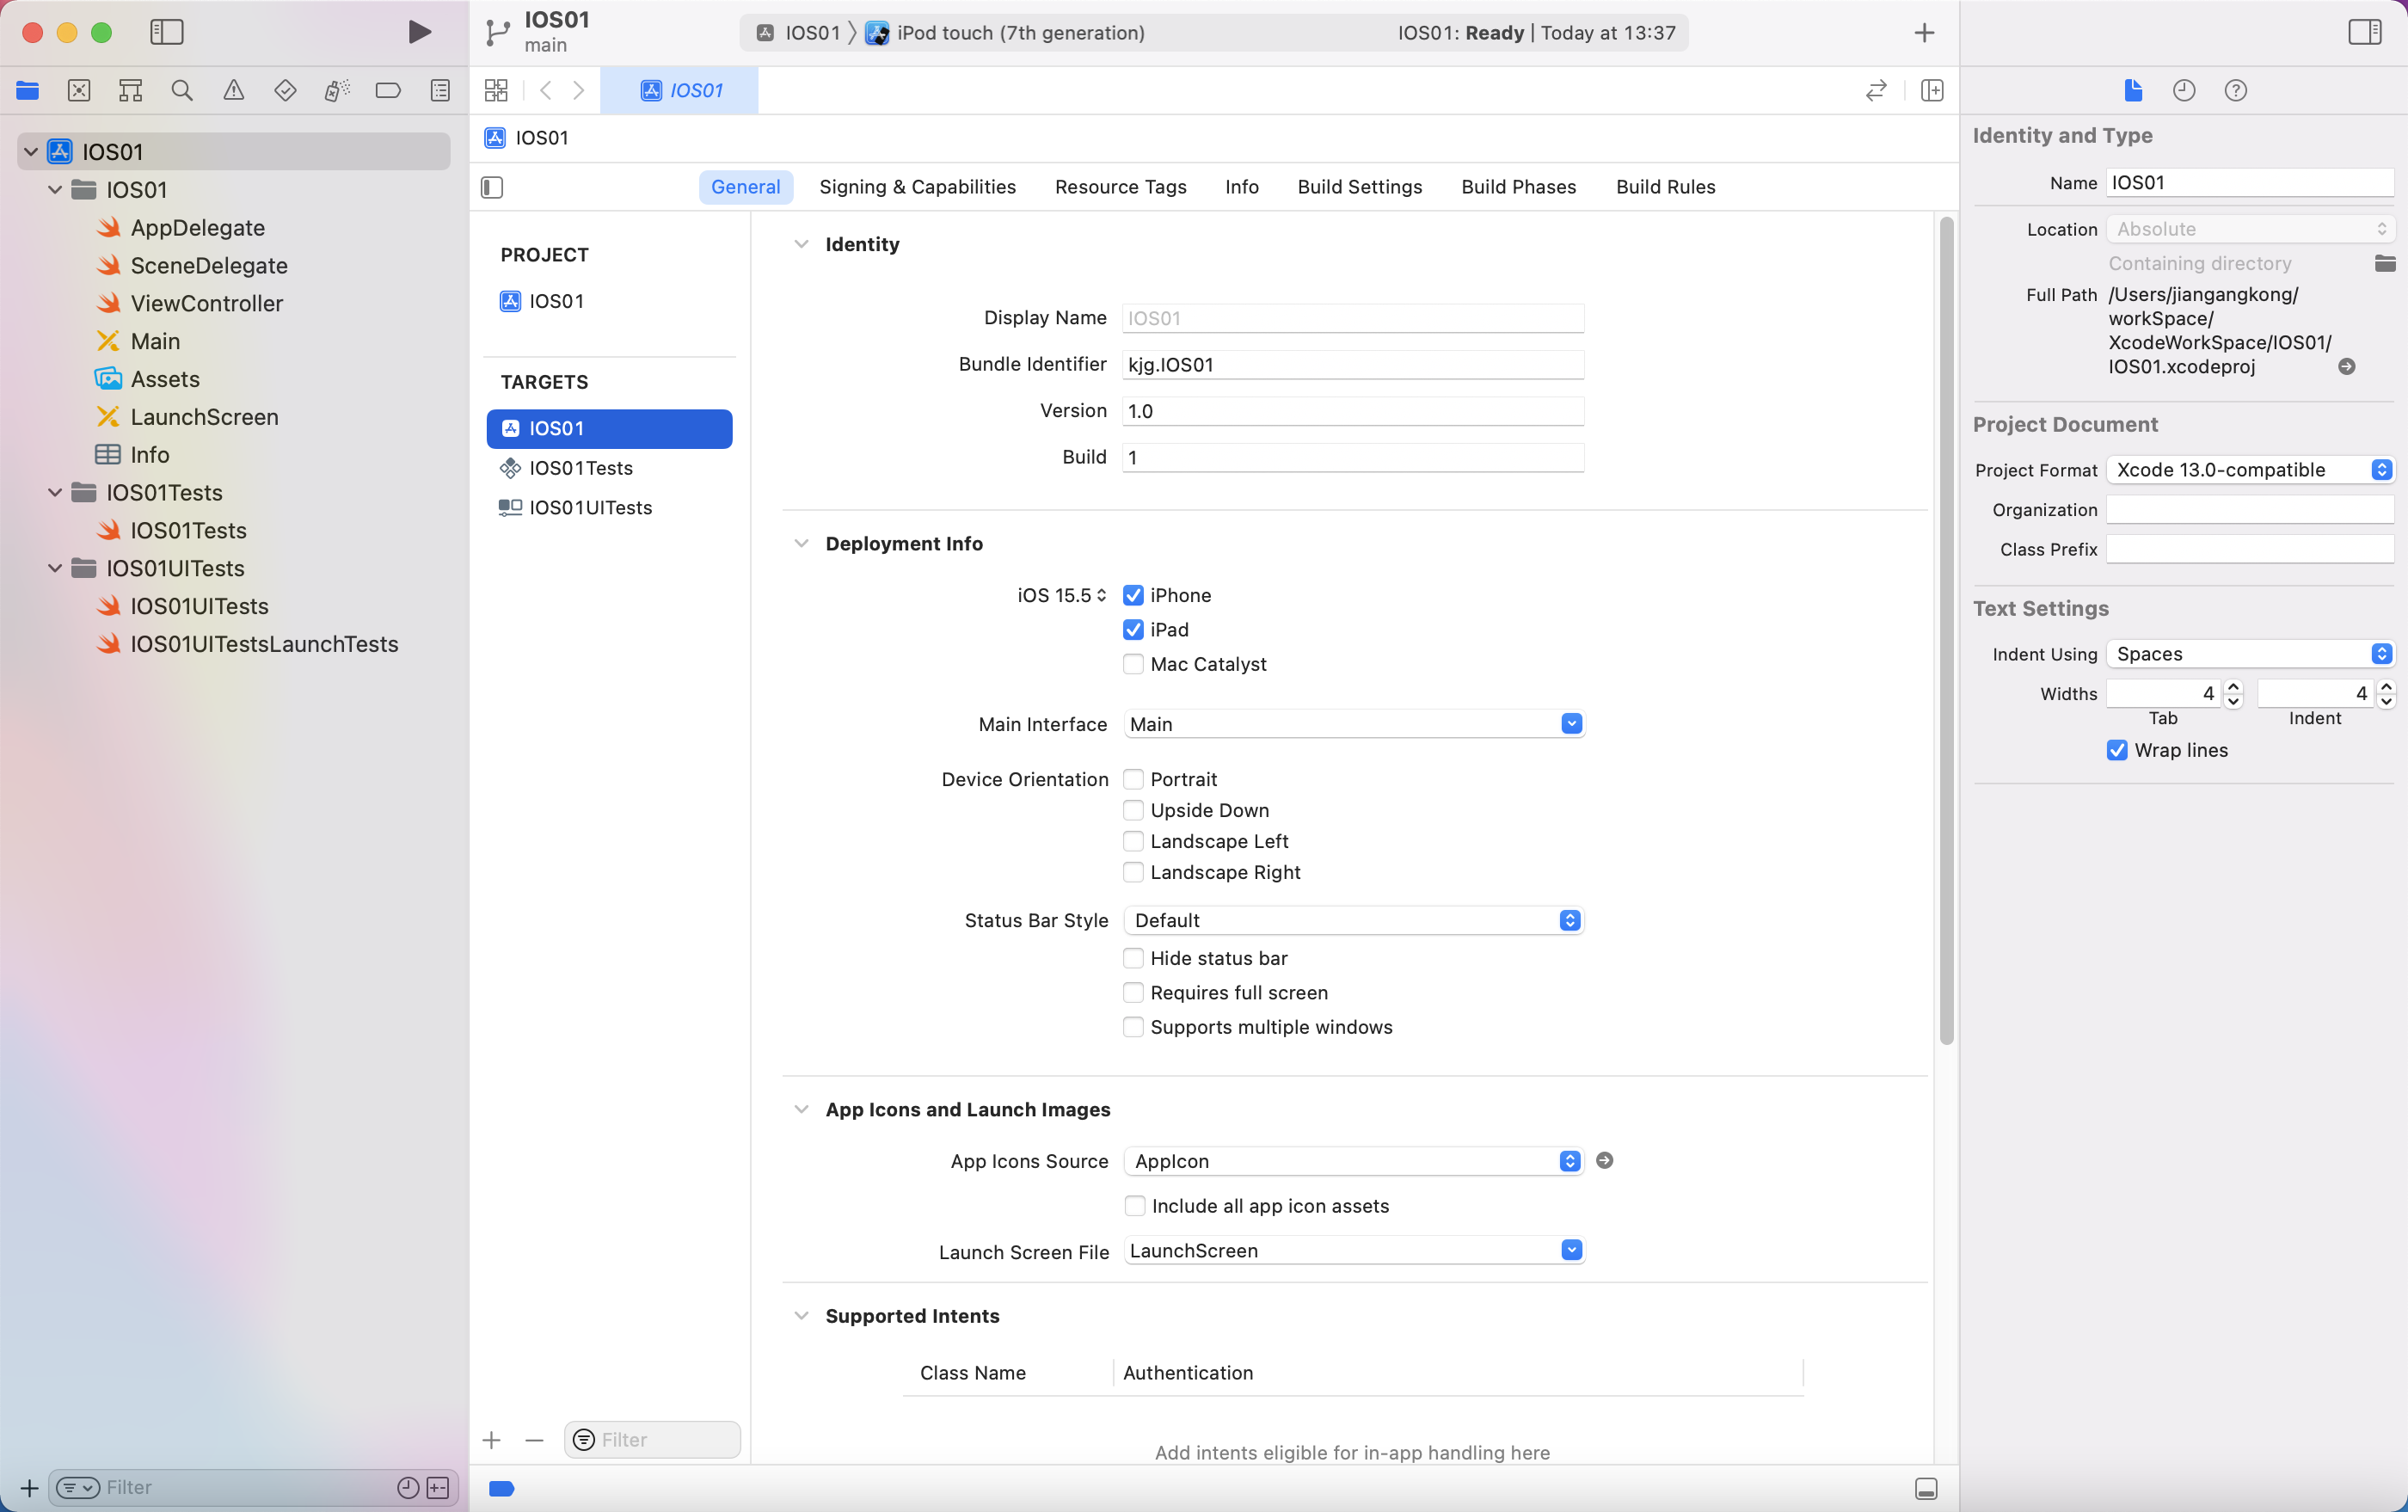 IOS01
main
IOS01
iPod touch (7th generation)
IOS01: Ready | Today at 13:37
IOS01
IOS01
IOS01
AppDelegate
SceneDelegate
ViewController
Main
Assets
LaunchScreen
Info
IOS01Tests
IOS01Tests
IOS01UITests
IOS01UITests
IOS01UITestsLaunchTests
Filter
IOS01
General
Signing & Capabilities
Resource Tags
Info
Build Settings
Build Phases
Build Rules
PROJECT
IOS01
TARGETS
IOS01
IOS01Tests
IOS01UITests
Filter
Identity
Display Name IOS01
Bundle Identifier kjg.IOS01
Version 1.0
Build 1
Deployment Info
iOS 15.5 iPhone
iPad
Mac Catalyst
Main Interface Main
Device Orientation Portrait
Upside Down
Landscape Left
Landscape Right
Status Bar Style Default
Hide status bar
Requires full screen
Supports multiple windows
App Icons and Launch Images
App Icons Source AppIcon
Include all app icon assets
Launch Screen File LaunchScreen
Supported Intents
Class Name Authentication
Add intents eligible for in-app handling here
Identity and Type
Name IOS01
Location Absolute
Containing directory
Full Path /Users/jiangangkong/
workSpace/
XcodeWorkSpace/IOS01/
IOS01.xcodeproj
Project Document
Project Format Xcode 13.0-compatible
Organization
Class Prefix
Text Settings
Indent Using Spaces
Widths 4 4
Tab Indent
Wrap lines